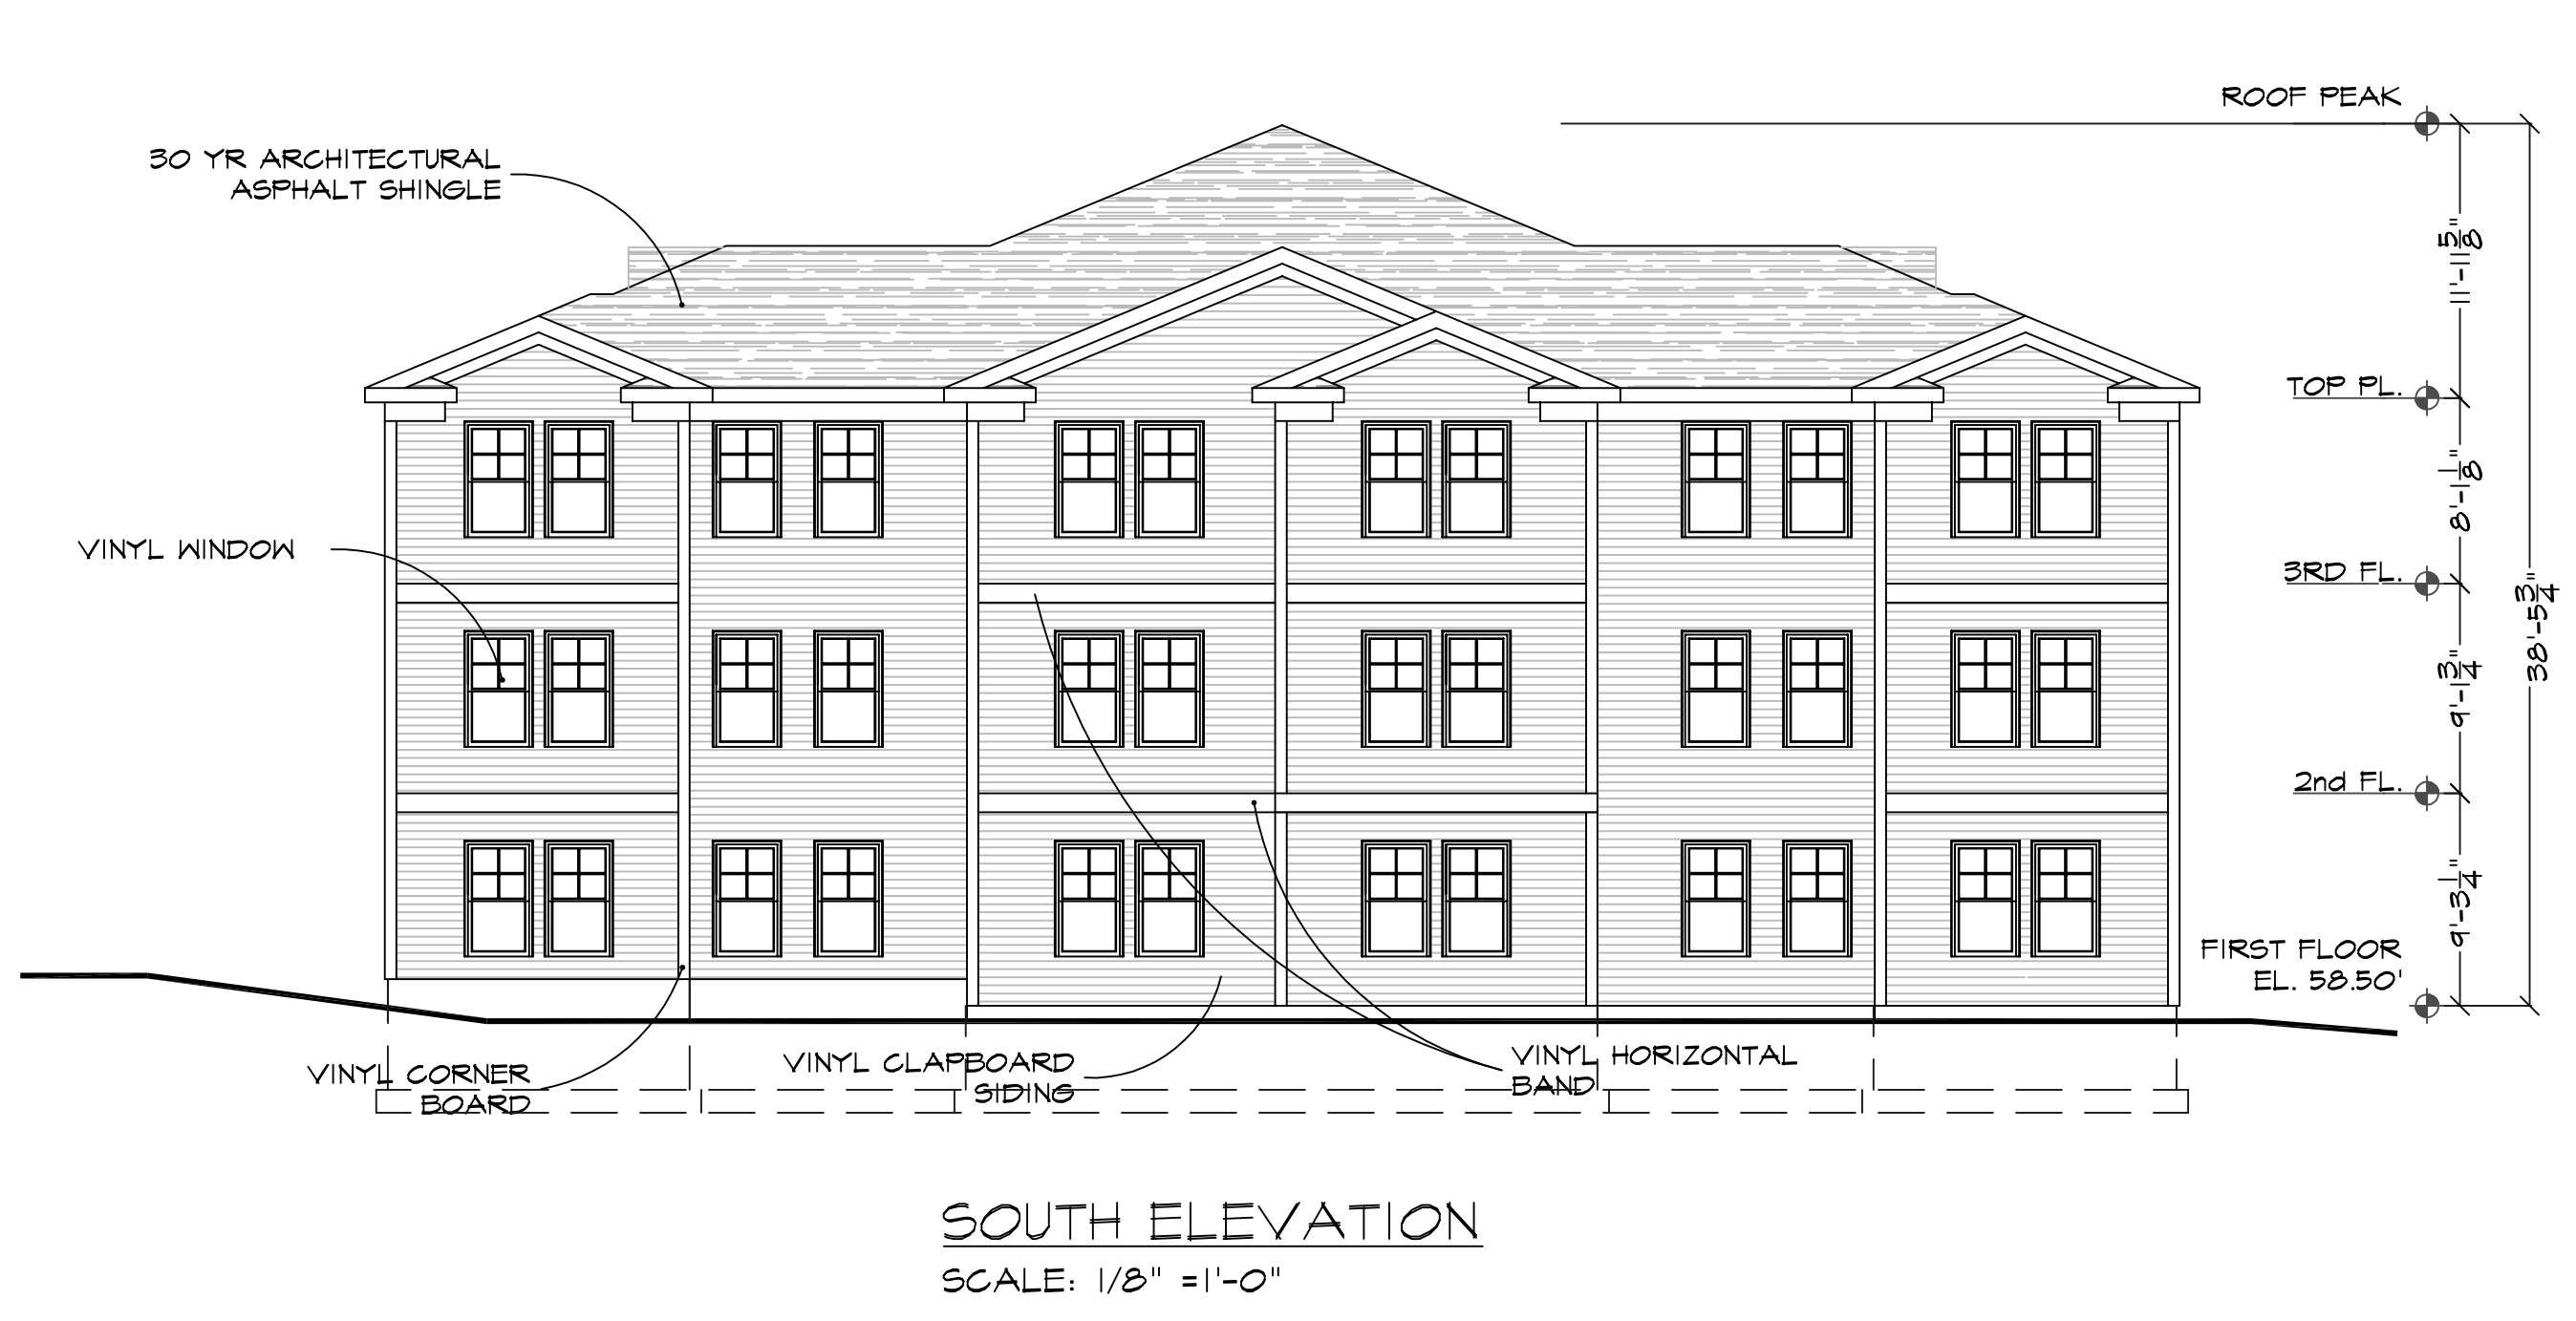 ROOF PEAK
30 YR ARCHITECTURAL
ASPHALT SHINGLE
11'-11 5/8"
TOP PL.
8'-1 1/8"
VINYL WINDOW
3RD FL.
38'-5 3/4"
9'-1 3/4"
2nd FL.
9'-3 1/4"
FIRST FLOOR
EL. 58.50'
VINYL CORNER
BOARD
VINYL CLAPBOARD
SIDING
VINYL HORIZONTAL
BAND
SOUTH ELEVATION
SCALE: 1/8" =1'-0"